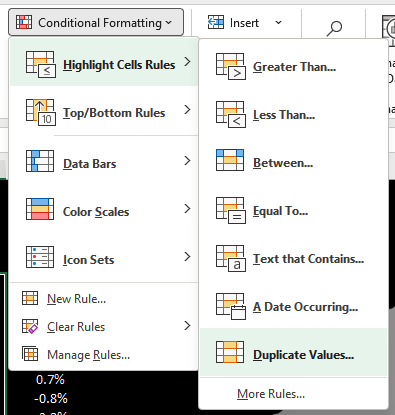 Conditional Formatting
Insert
Highlight Cells Rules
Top/Bottom Rules
10
Data Bars
Color Scales
Icon Sets
New Rule...
Clear Rules
Manage Rules...
Greater Than...
Less Than...
Between...
Equal To...
Text that Contains...
a
A Date Occurring...
Duplicate Values...
More Rules...
0.7%
-0.8%